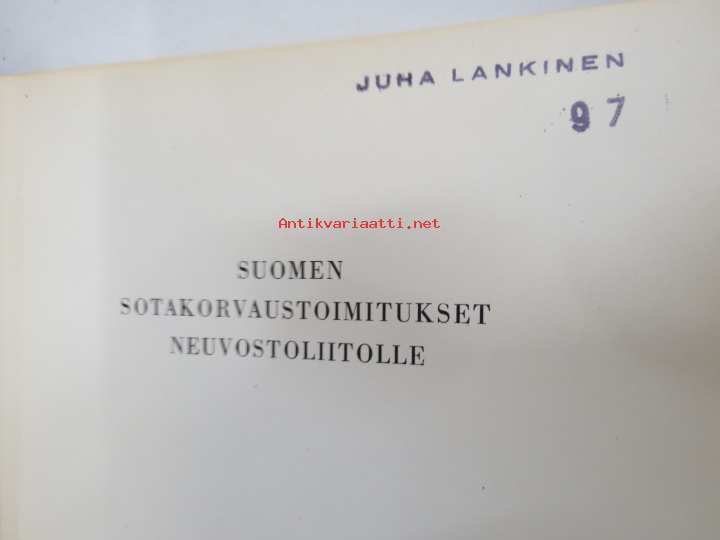 JUHA LANKINEN
97
Antikvariaatti.net
SUOMEN
SOTAKORVAUSTOIMITUKSET
NEUVOSTOLIITOLLE